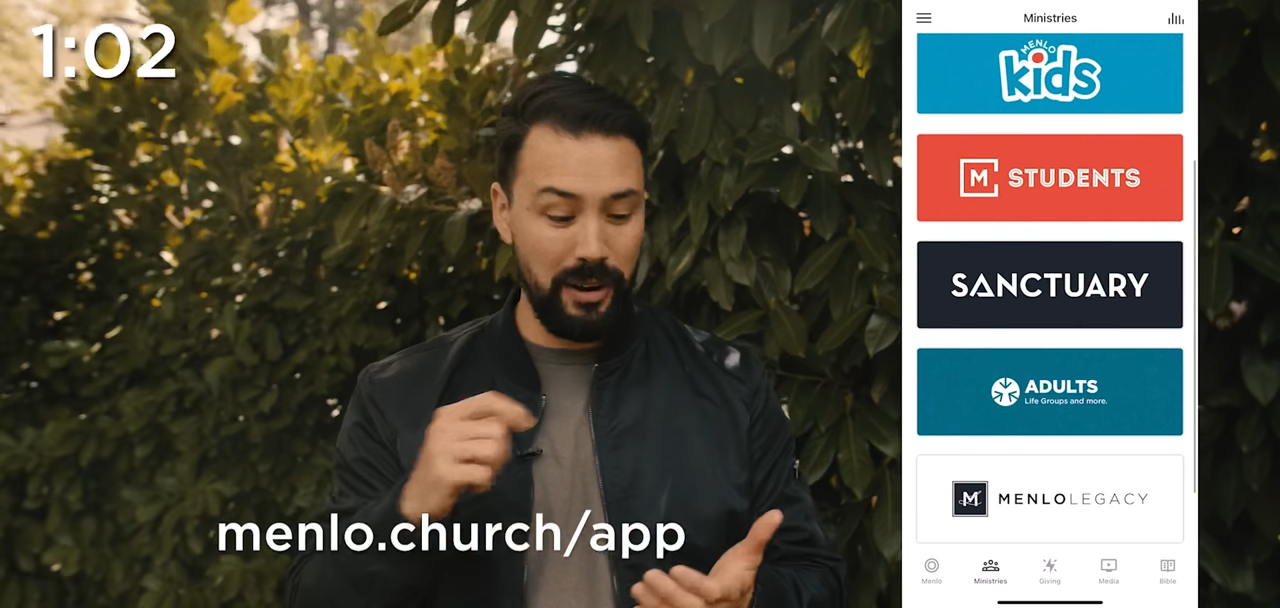 1:02
menlo.church/app
Ministries
MENLO
kids
M STUDENTS
SANCTUARY
ADULTS
Life Groups and more.
M MENLOLEGACY
Menlo
Ministries
Giving
Media
Bible